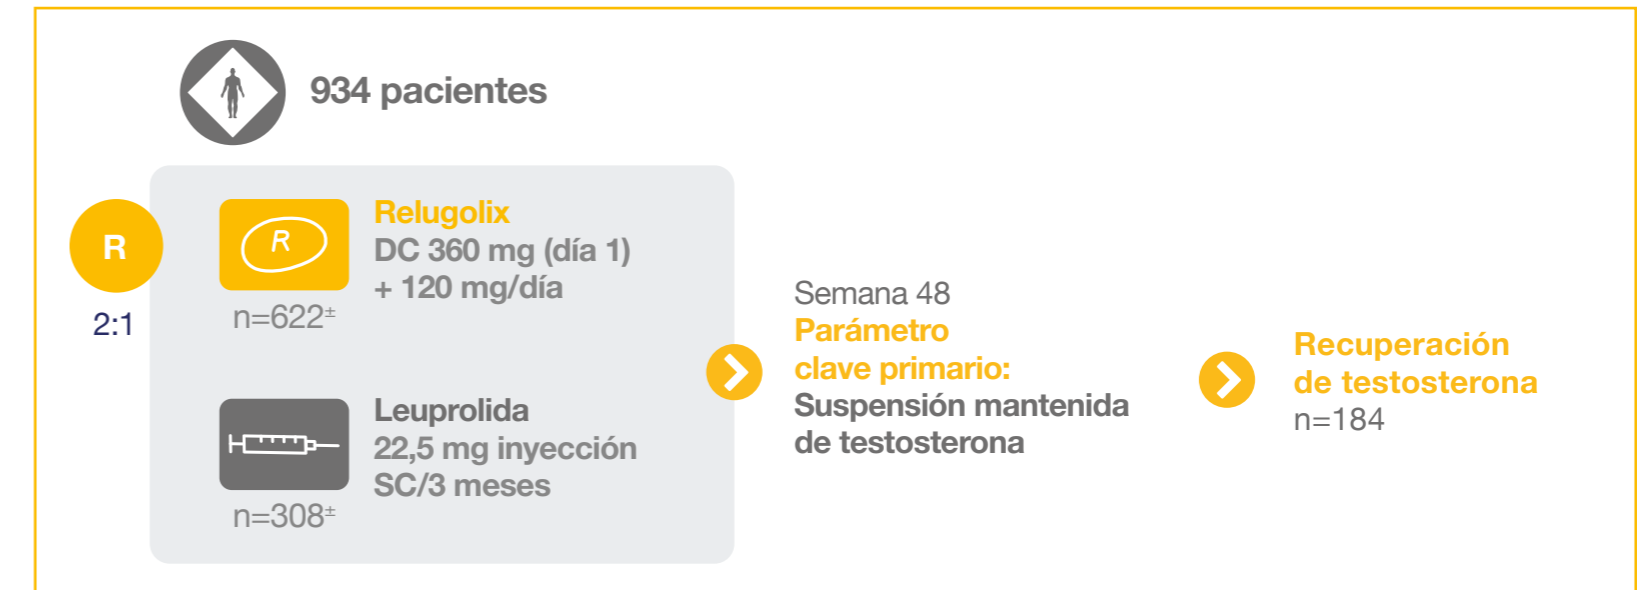 934 pacientes
R
2:1
R
Relugolix
DC 360 mg (día 1)
+ 120 mg/día
n=622±
Leuprolida
22,5 mg inyección
SC/3 meses
n=308±
Semana 48
Parámetro
clave primario:
Suspensión mantenida
de testosterona
Recuperación
de testosterona
n=184